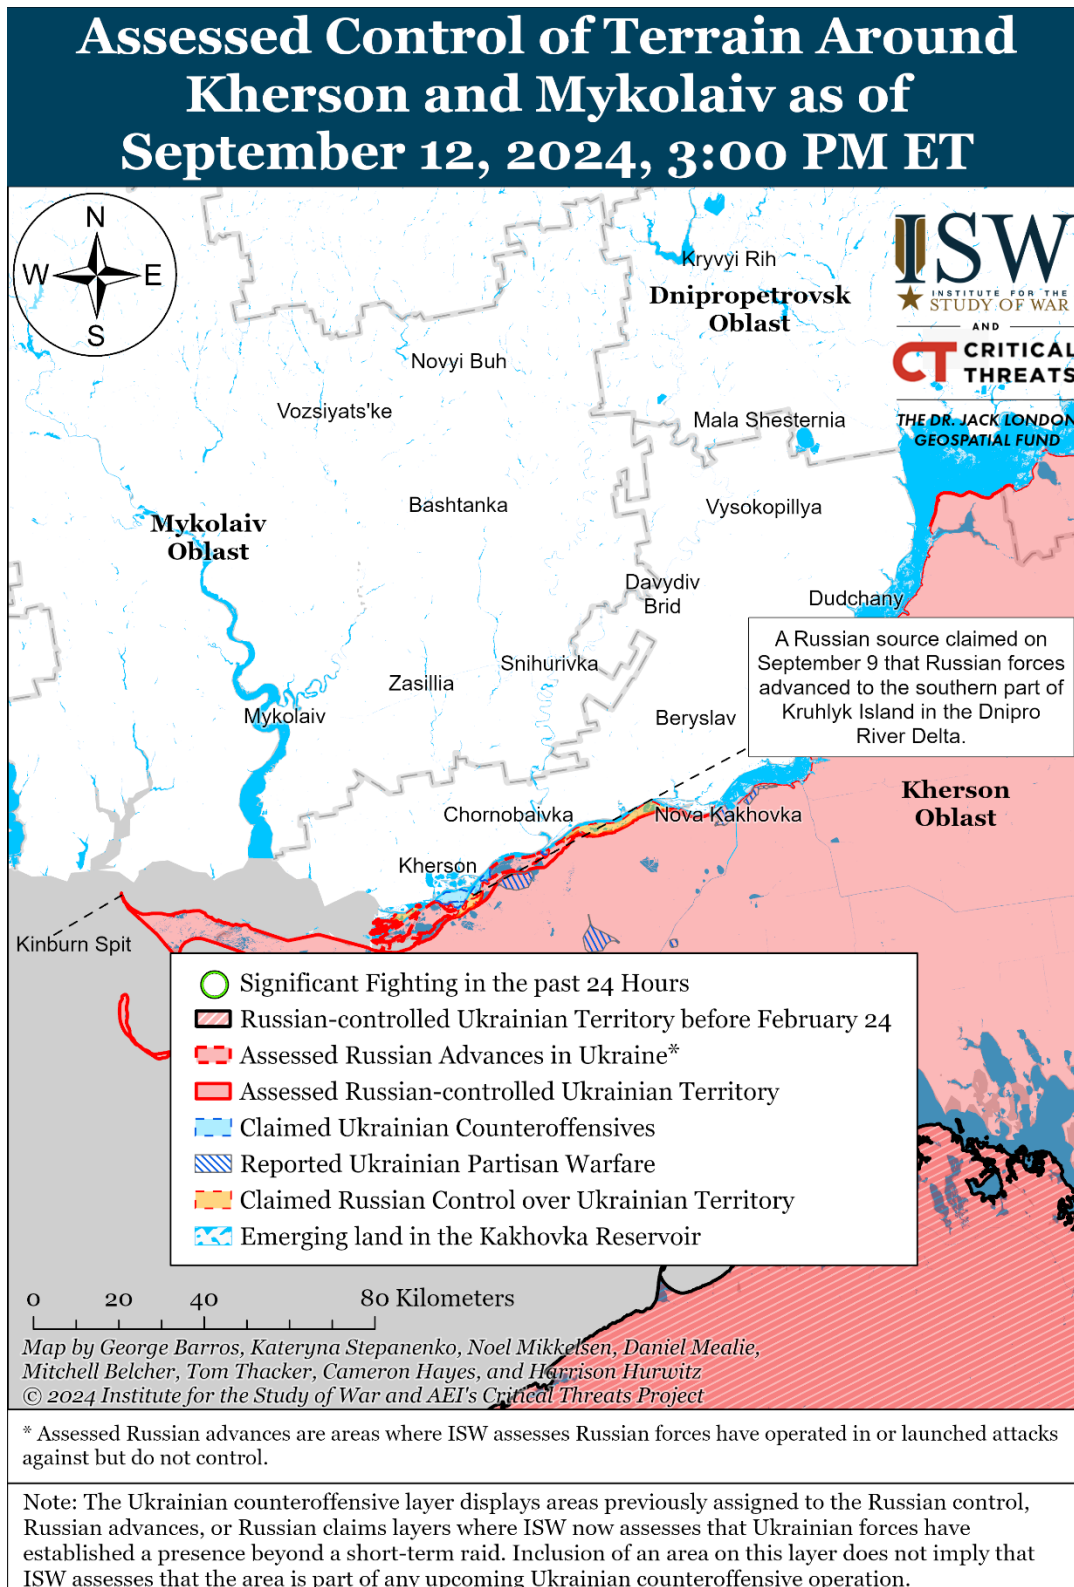 Assessed Control of Terrain Around
Kherson and Mykolaiv as of
September 12, 2024, 3:00 PM ET
N
W E
S
ISW
INSTITUTE FOR THE
STUDY OF WAR
AND
CT CRITICAL
THREATS
THE DR. JACK LONDON
GEOSPATIAL FUND
Kryvyi Rih
Dnipropetrovsk
Oblast
Novyi Buh
Vozsiyats'ke
Mala Shesternia
Bashtanka
Vysokopillya
Mykolaiv
Oblast
Davydiv
Brid
Dudchany
A Russian source claimed on
September 9 that Russian forces
advanced to the southern part of
Kruhlyk Island in the Dnipro
River Delta.
Snihurivka
Zasillia
Mykolaiv
Beryslav
Kherson
Oblast
Chornobaivka
Nova Kakhovka
Kherson
Kinburn Spit
Significant Fighting in the past 24 Hours
Russian-controlled Ukrainian Territory before February 24
Assessed Russian Advances in Ukraine*
Assessed Russian-controlled Ukrainian Territory
Claimed Ukrainian Counteroffensives
Reported Ukrainian Partisan Warfare
Claimed Russian Control over Ukrainian Territory
Emerging land in the Kakhovka Reservoir
0 20 40 80 Kilometers
Map by George Barros, Kateryna Stepanenko, Noel Mikkelsen, Daniel Mealie,
Mitchell Belcher, Tom Thacker, Cameron Hayes, and Harrison Hurwitz
© 2024 Institute for the Study of War and AEI's Critical Threats Project
* Assessed Russian advances are areas where ISW assesses Russian forces have operated in or launched attacks
against but do not control.
Note: The Ukrainian counteroffensive layer displays areas previously assigned to the Russian control,
Russian advances, or Russian claims layers where ISW now assesses that Ukrainian forces have
established a presence beyond a short-term raid. Inclusion of an area on this layer does not imply that
ISW assesses that the area is part of any upcoming Ukrainian counteroffensive operation.